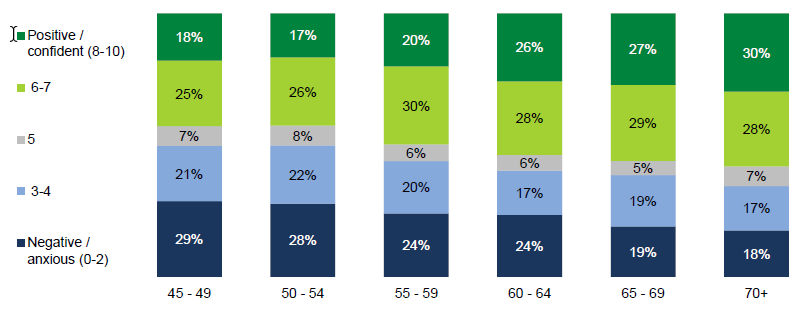 Positive /
confident (8-10)
6-7
5
3-4
Negative /
anxious (0-2)
18% 17% 20% 26% 27% 30%
25% 26% 30% 28% 29% 28%
7% 8% 6% 6% 5% 7%
21% 22% 20% 17% 19% 17%
29% 28% 24% 24% 19% 18%
45 - 49 50 - 54 55 - 59 60 - 64 65 - 69 70+